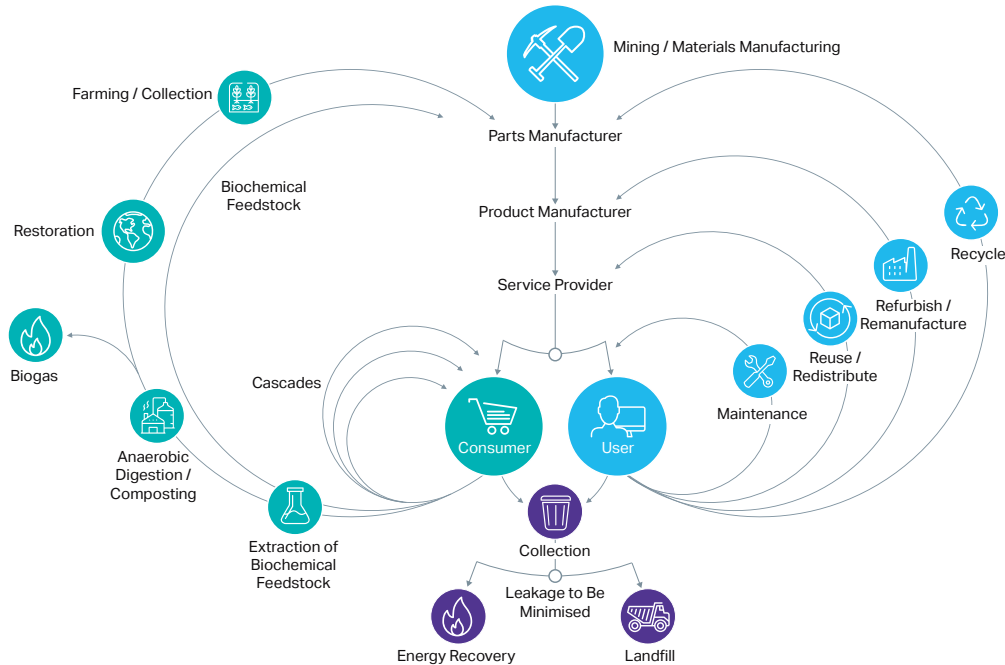 Mining / Materials Manufacturing
Farming / Collection
Parts Manufacturer
Biochemical
Feedstock
Product Manufacturer
Restoration
Recycle
Service Provider
Refurbish /
Remanufacture
Reuse /
Redistribute
Biogas
Cascades
Maintenance
Consumer
User
Anaerobic
Digestion /
Composting
Extraction of
Biochemical
Feedstock
Collection
Leakage to Be
Minimised
Energy Recovery
Landfill